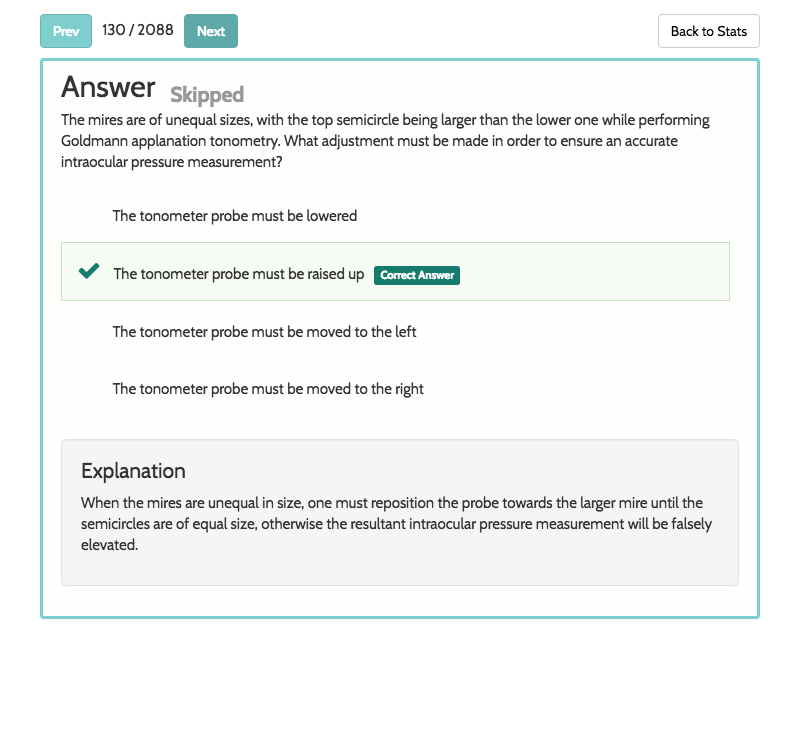 Prev 130 / 2088 Next Back to Stats
Answer Skipped
The mires are of unequal sizes, with the top semicircle being larger than the lower one while performing
Goldmann applanation tonometry. What adjustment must be made in order to ensure an accurate
intraocular pressure measurement?
The tonometer probe must be lowered
The tonometer probe must be raised up Correct Answer
The tonometer probe must be moved to the left
The tonometer probe must be moved to the right
Explanation
When the mires are unequal in size, one must reposition the probe towards the larger mire until the
semicircles are of equal size, otherwise the resultant intraocular pressure measurement will be falsely
elevated.